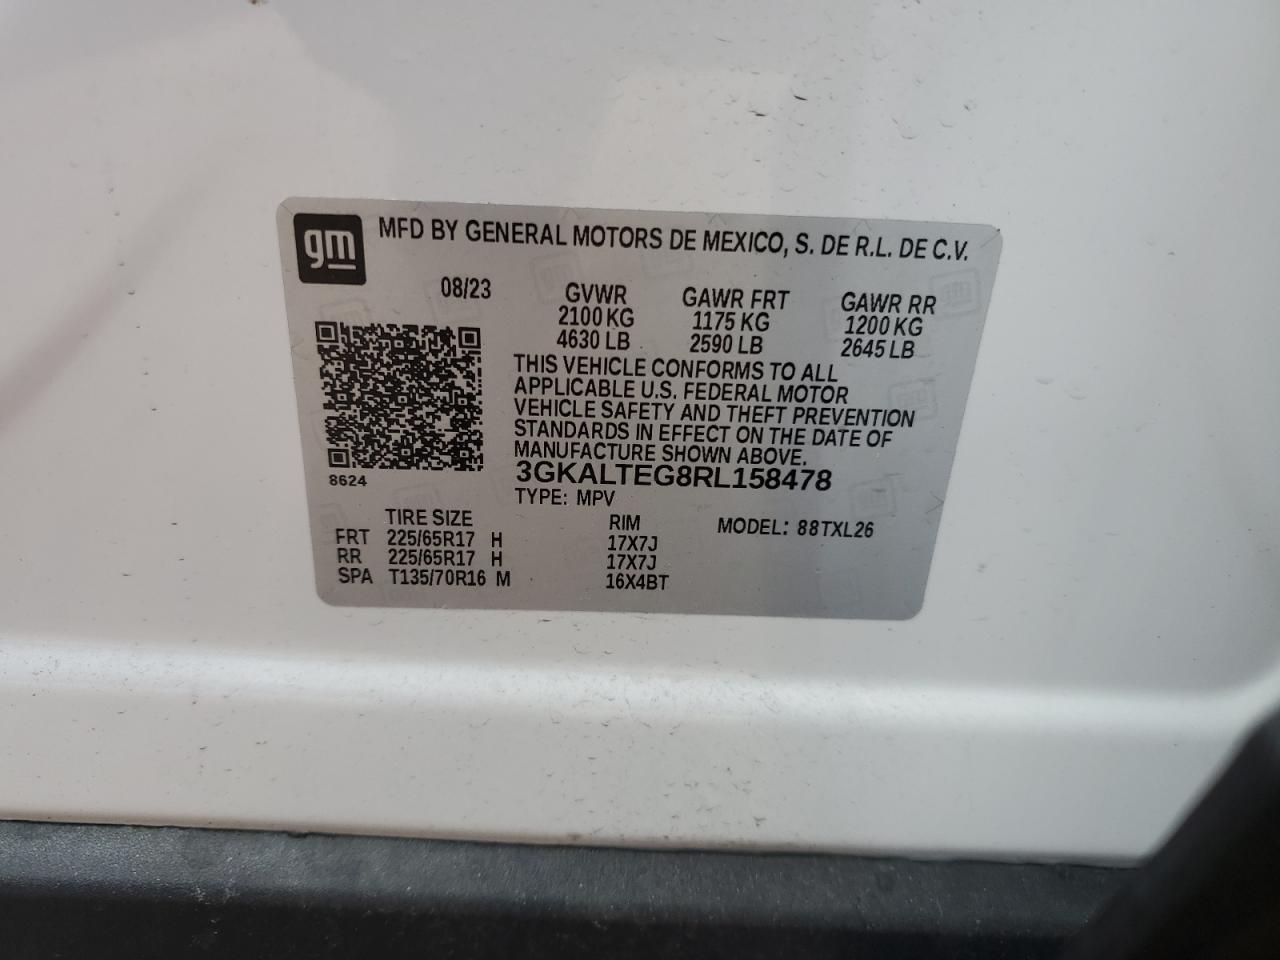 gm
MFD BY GENERAL MOTORS DE MEXICO, S. DE R.L. DE C.V.
08/23 GVWR GAWR FRT GAWR RR
2100 KG 1175 KG 1200 KG
4630 LB 2590 LB 2645 LB
THIS VEHICLE CONFORMS TO ALL
APPLICABLE U.S. FEDERAL MOTOR
VEHICLE SAFETY AND THEFT PREVENTION
STANDARDS IN EFFECT ON THE DATE OF
MANUFACTURE SHOWN ABOVE.
8624
3GKALTEG8RL158478
TYPE: MPV
TIRE SIZE RIM MODEL: 88TXL26
FRT 225/65R17 H 17X7J
RR 225/65R17 H 17X7J
SPA T135/70R16 M 16X4BT